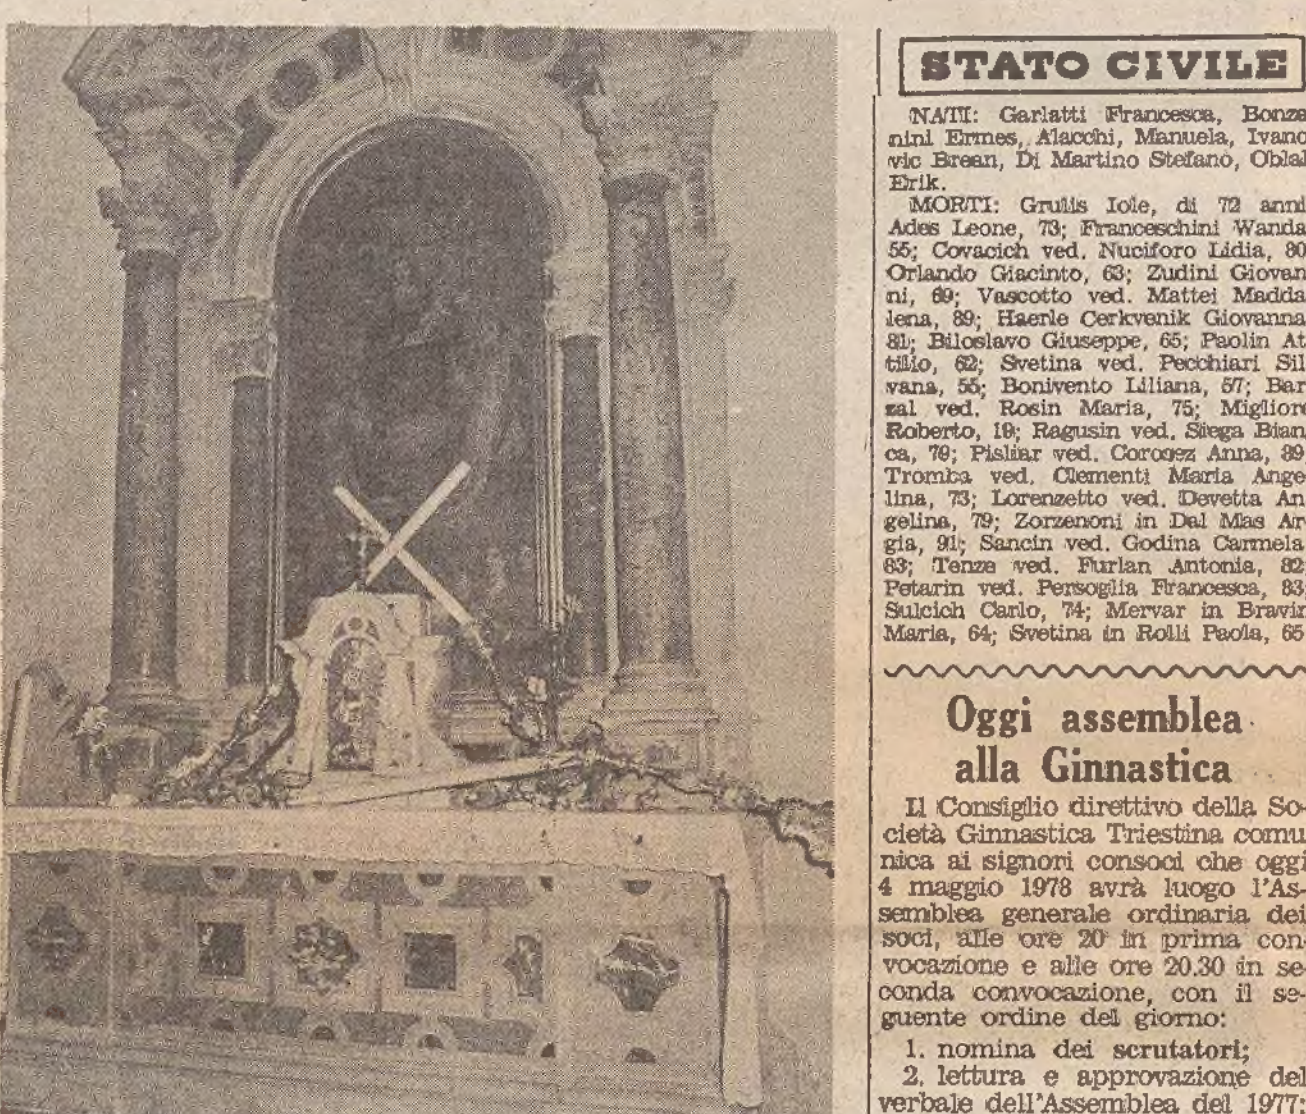 STATO CIVILE
NATI: Garlatti Francesca, Bonze
nini Ermes, Alacchi, Manuela, Ivano
vic Brean, Di Martino Stefano, Oblal
Erik.
MORTI: Grulis Iole, di 72 anni
Ades Leone, 73; Franceschini Wanda
55; Covacich ved. Nuciforo Lidia, 80
Orlando Giacinto, 63; Zudini Giovan
ni, 69; Vascotto ved. Mattei Madda
lena, 89; Haerle Cerkvenik Giovanna
81; Biloslavo Giuseppe, 65; Paolin At
tilio, 62; Svetina ved. Pecchiari Sil
vana, 55; Bonivento Liliana, 57; Bar
zal ved. Rosin Maria, 75; Migliore
Roberto, 19; Ragusin ved. Stega Bian
ca, 79; Pisliar ved. Coronez Anna, 89
Tromba ved. Clementi Maria Ange
lina, 73; Lorenzetto ved. Devetta An
gelina, 79; Zorzenoni in Dal Mas Ar
gia, 91; Sancin ved. Godina Carmela
83; Tenze ved. Furlan Antonia, 82;
Petarin ved. Persoglia Francesca, 83;
Sulcich Carlo, 74; Mervar in Bravir
Maria, 64; Svetina in Rolli Paola, 65
Oggi assemblea
alla Ginnastica
Il Consiglio direttivo della So-
cietà Ginnastica Triestina comu
nica ai signori consoci che oggi
4 maggio 1978 avrà luogo l'As-
semblea generale ordinaria dei
soci, alle ore 20 in prima con-
vocazione e alle ore 20.30 in se-
conda convocazione, con il se-
guente ordine del giorno:
1. nomina dei scrutatori;
2. lettura e approvazione del
verbale dell'Assemblea del 1977;